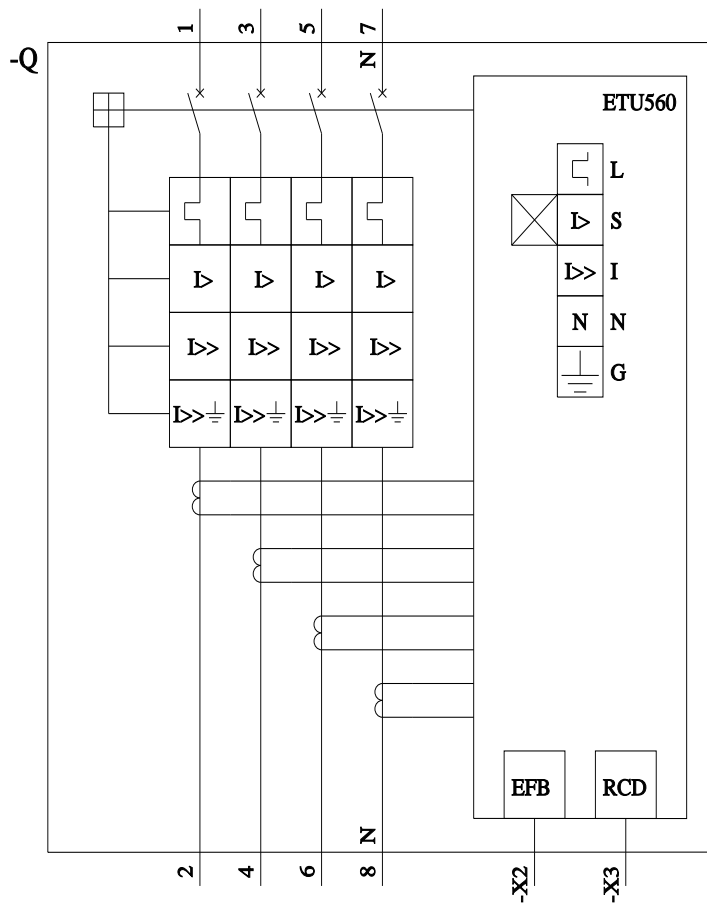 1 3 5 7
-Q
N
ETU560
L
I> I> I> I> I> S
I>> I>> I>> I>> I>> I
N N
I>> I>> I>> I>> G
N
EFB RCD
2 4 6 8
-X2 -X3